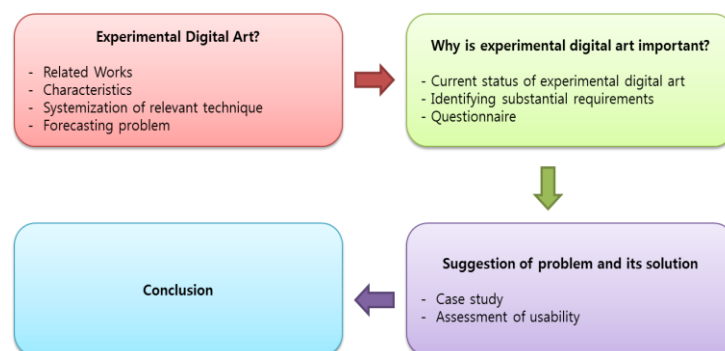 Experimental Digital Art?
- Related Works
- Characteristics
- Systemization of relevant technique
- Forecasting problem
Why is experimental digital art important?
- Current status of experimental digital art
- Identifying substantial requirements
- Questionnaire
Suggestion of problem and its solution
- Case study
- Assessment of usability
Conclusion